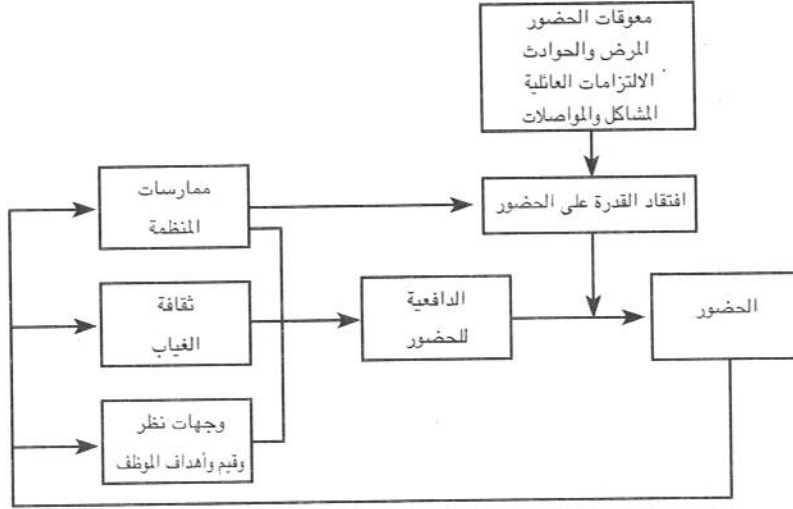 معوقات الحضور
المرض والحوادث
الالتزامات العائلية
المشاكل والمواصلات
ممارسات
المنظمة
افتقاد القدرة على الحضور
ثقافة
الغياب
الدافعية
للحضور
الحضور
وجهات نظر
وقيم وأهداف الموظف